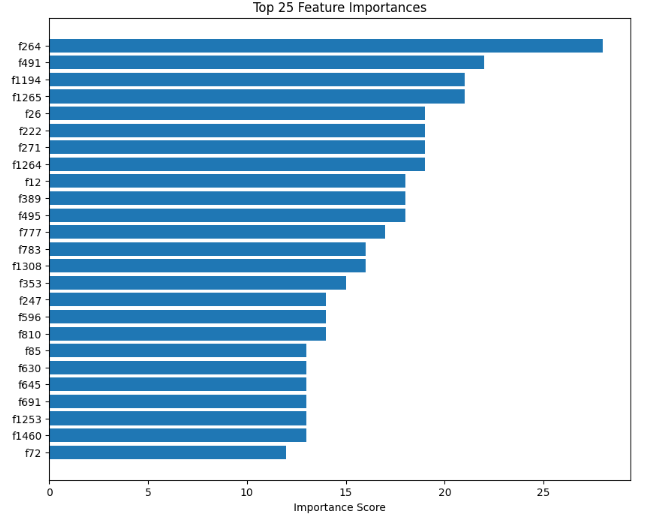 Top 25 Feature Importances
f264
f491
f1194
f1265
f26
f222
f271
f1264
f12
f389
f495
f777
f783
f1308
f353
f247
f596
f810
f85
f630
f645
f691
f1253
f1460
f72
0 5 10 15 20 25
Importance Score